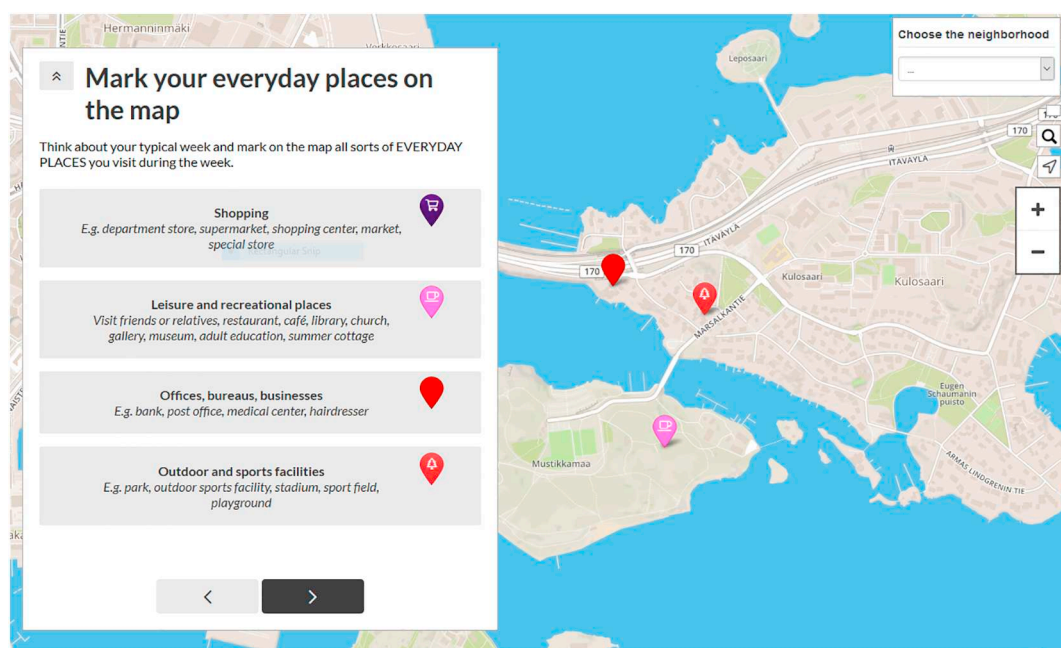 Hermanninmäki
Mark your everyday places on
the map
Think about your typical week and mark on the map all sorts of EVERYDAY
PLACES you visit during the week.
Shopping
E.g. department store, supermarket, shopping center, market,
special store
Rectangular Snip
Leisure and recreational places
Visit friends or relatives, restaurant, café, library, church,
gallery, museum, adult education, summer cottage
Offices, bureaus, businesses
E.g. bank, post office, medical center, hairdresser
Outdoor and sports facilities
E.g. park, outdoor sports facility, stadium, sport field,
playground
Choose the neighborhood
...
Leposaari
170
ITÄVÄYLÄ
170
ITÄVÄYLÄ
170
Kulosaari
Kulosaari
MARSALKANTIE
Eugen
Schaumanin
puisto
Mustikkamaa
ARMAS LINDGRENIN TIE
+
−